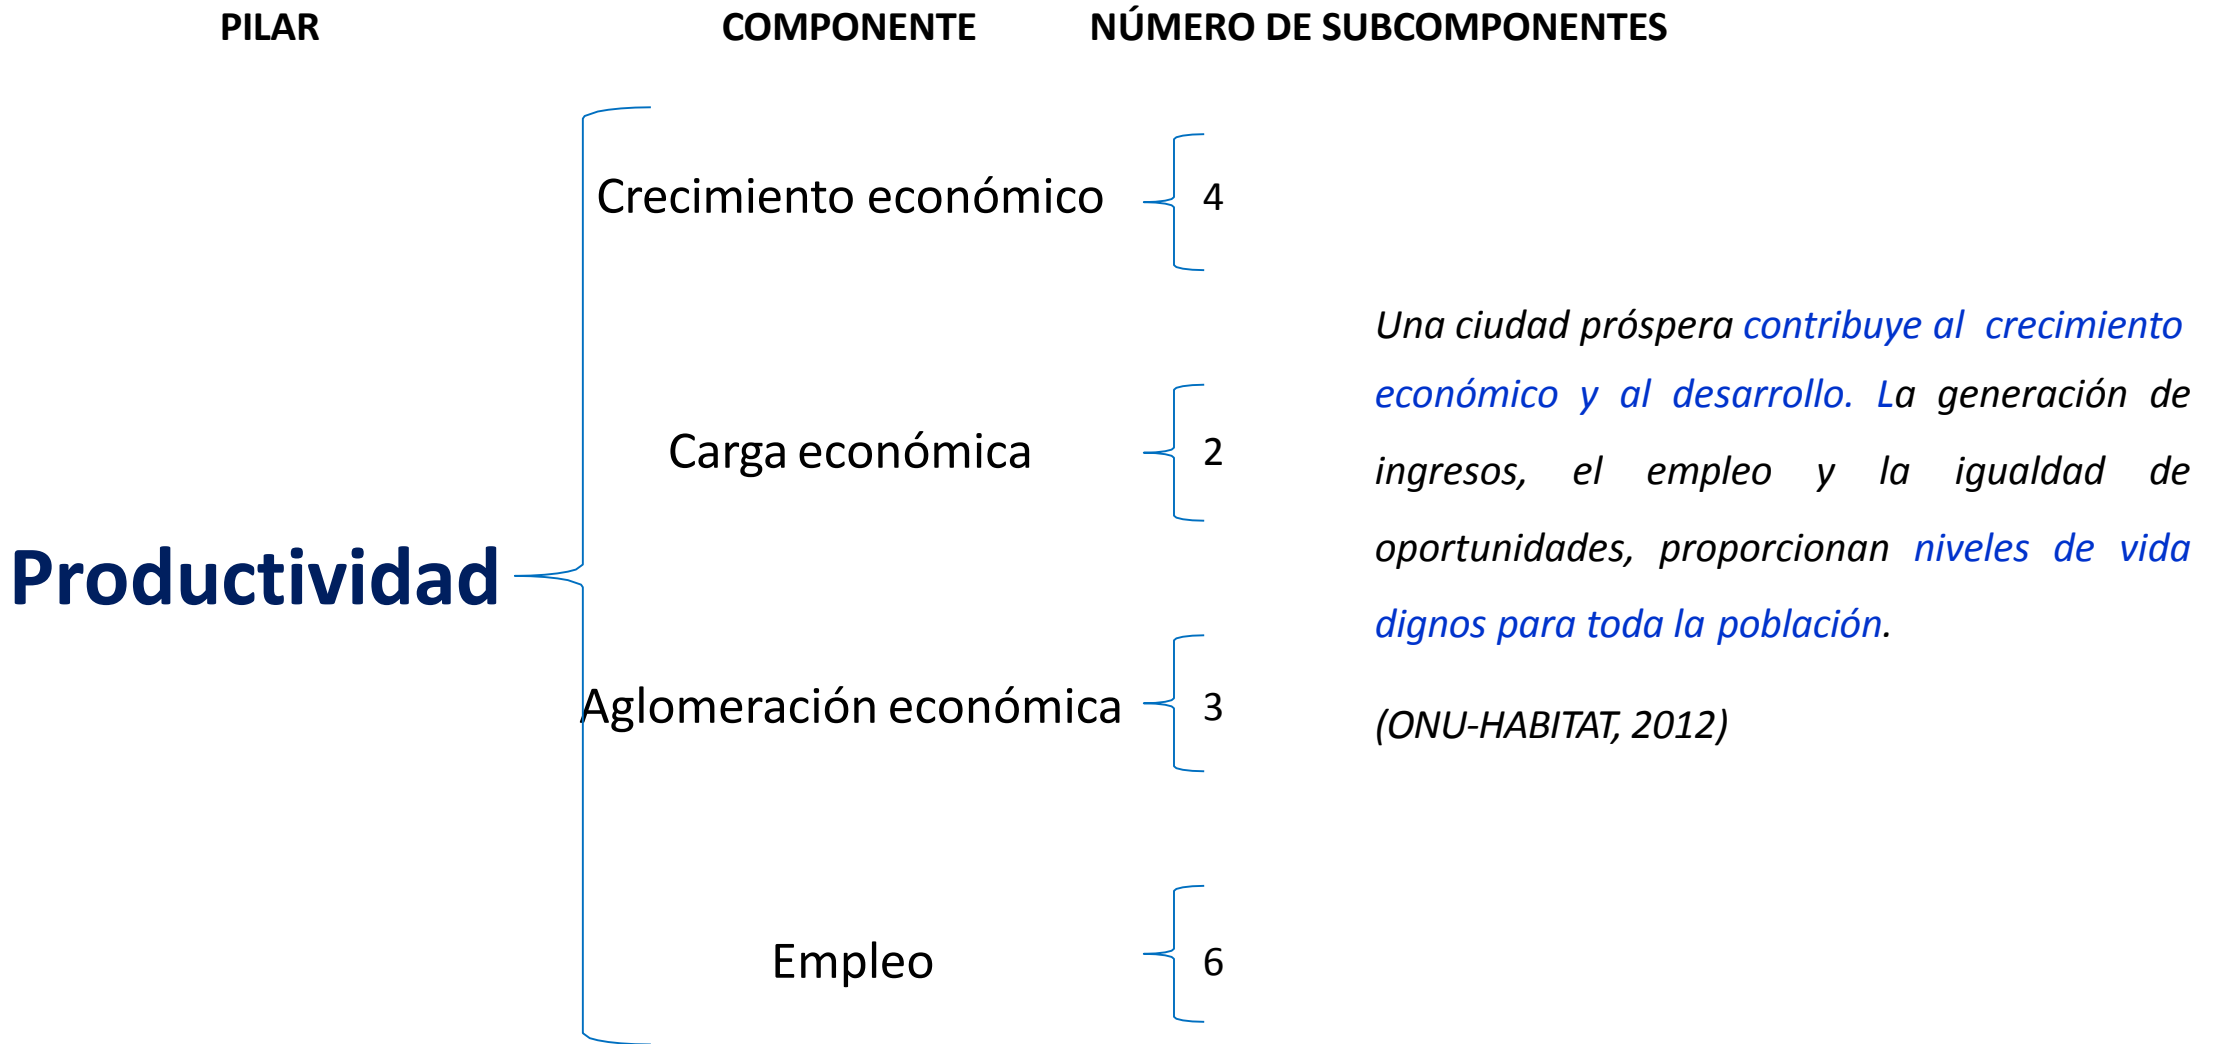 PILAR COMPONENTE NÚMERO DE SUBCOMPONENTES
Crecimiento económico 4
Carga económica 2
Productividad
Aglomeración económica 3
Empleo 6
Una ciudad próspera contribuye al crecimiento
económico y al desarrollo. La generación de
ingresos, el empleo y la igualdad de
oportunidades, proporcionan niveles de vida
dignos para toda la población.
(ONU-HABITAT, 2012)